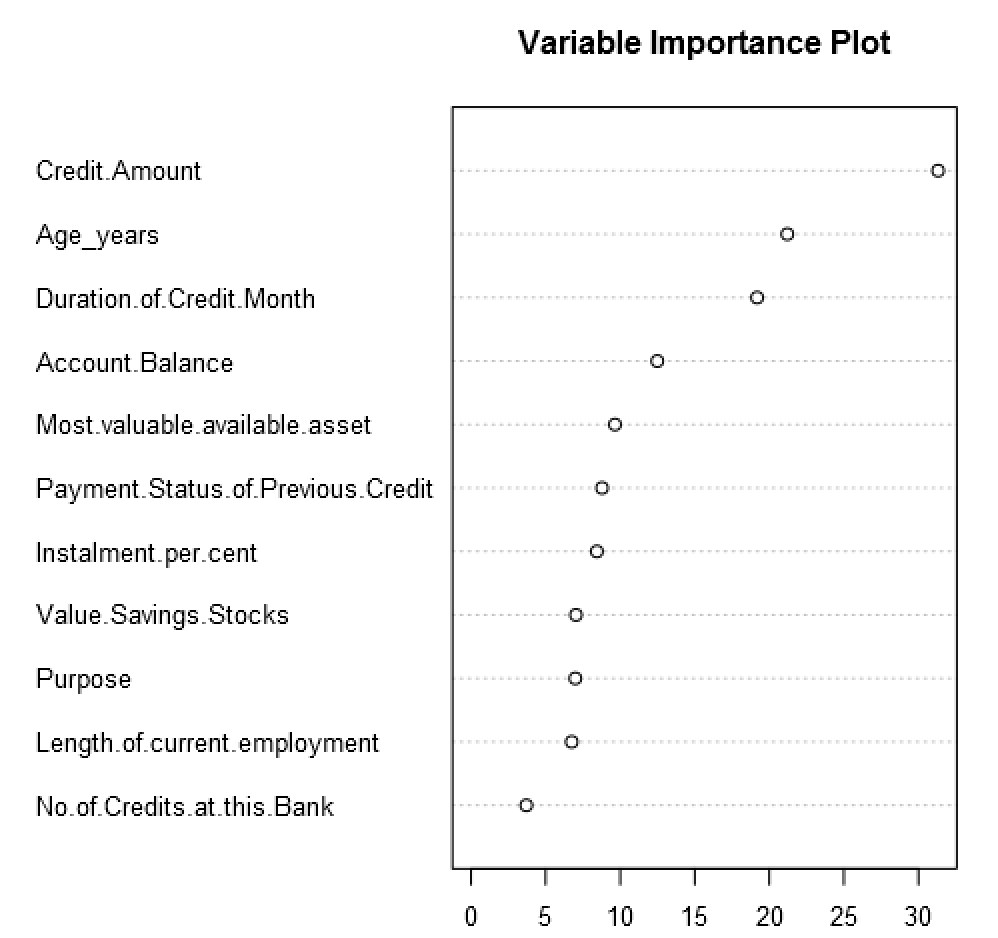 Variable Importance Plot
Credit.Amount
Age_years
Duration.of.Credit.Month
Account.Balance
Most.valuable.available.asset
Payment.Status.of.Previous.Credit
Instalment.per.cent
Value.Savings.Stocks
Purpose
Length.of.current.employment
No.of.Credits.at.this.Bank
0 5 10 15 20 25 30